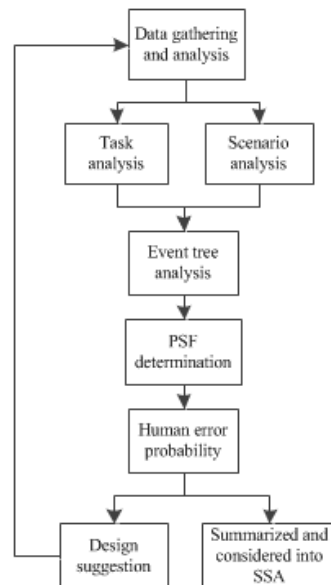 Data gathering
and analysis
Task
analysis
Scenario
analysis
Event tree
analysis
PSF
determination
Human error
probability
Design
suggestion
Summarized and
considered into
SSA